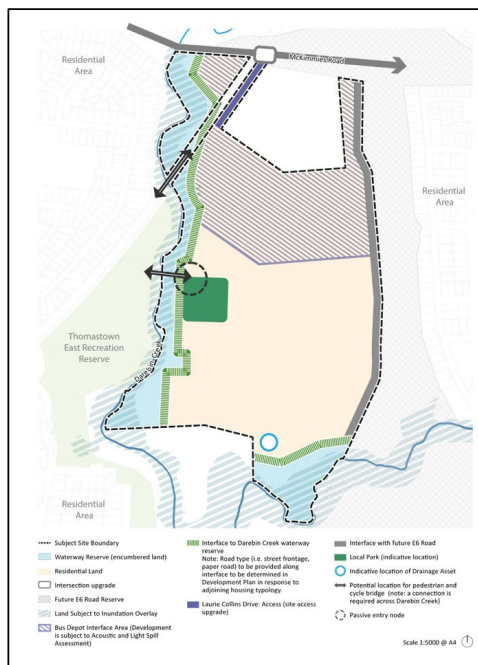 McKimmies Road
Residential
Area
Residential
Area
Thomastown
East Recreation
Reserve
Darebin Creek
Residential
Area
Subject Site Boundary
Waterway Reserve (encumbered land)
Residential Land
Intersection upgrade
Future E6 Road Reserve
Land Subject to Inundation Overlay
Bus Depot Interface Area (Development
is subject to Acoustic and Light Spill
Assessment)
Interface to Darebin Creek waterway
reserve
Note: Road type (i.e. street frontage,
paper road) to be provided along
interface to be determined in
Development Plan in response to
adjoining housing typology.
Laurie Collins Drive: Access (site access
upgrade)
Interface with future E6 Road
Local Park (indicative location)
Indicative location of Drainage Asset
Potential location for pedestrian and
cycle bridge (note: a connection is
required across Darebin Creek)
Passive entry node
Scale 1:5000 @ A4